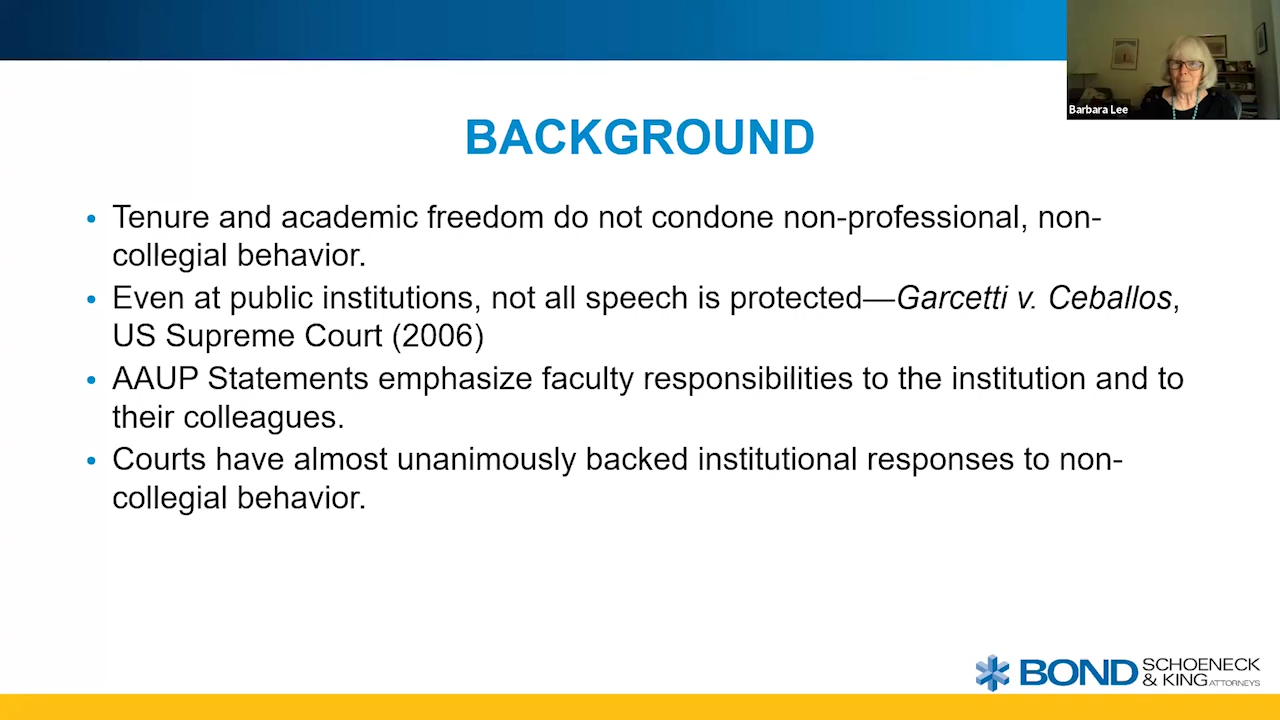 Barbara Lee
BACKGROUND
• Tenure and academic freedom do not condone non-professional, non-
collegial behavior.
• Even at public institutions, not all speech is protected—Garcetti v. Ceballos,
US Supreme Court (2006)
• AAUP Statements emphasize faculty responsibilities to the institution and to
their colleagues.
• Courts have almost unanimously backed institutional responses to non-
collegial behavior.
BOND SCHOENECK
& KING ATTORNEYS